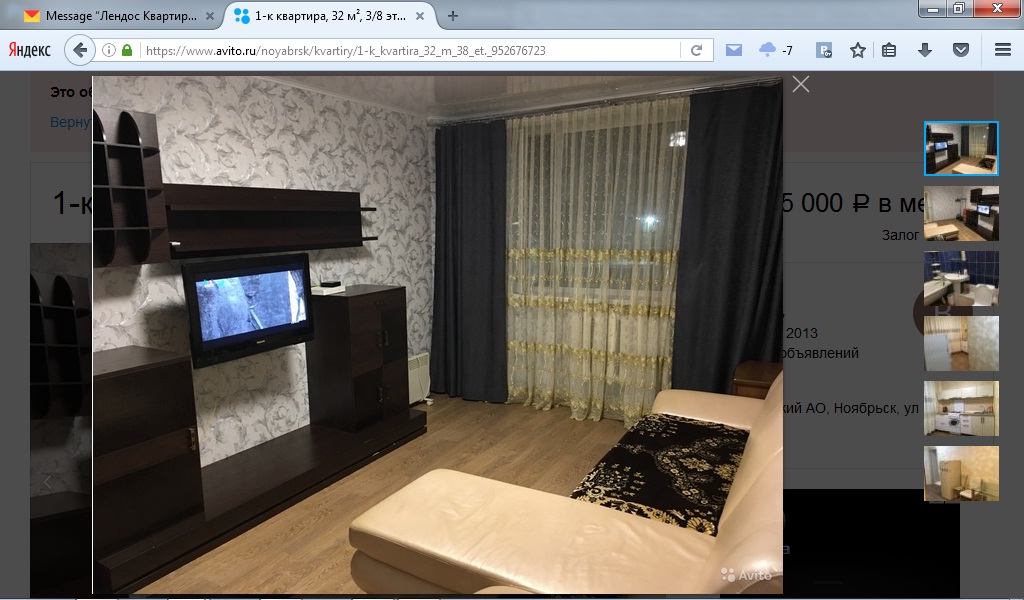 Message "Лендос Квартир...
1-к квартира, 32 м², 3/8 эт...
Яндекс
https://www.avito.ru/noyabrsk/kvartiry/1-k_kvartira_32_m_38_et._952676723
-7
Это об
Верну
1-к
5 000 ₽ в ме
Залог
2013
объявлений
кий АО, Ноябрьск, ул
Avito